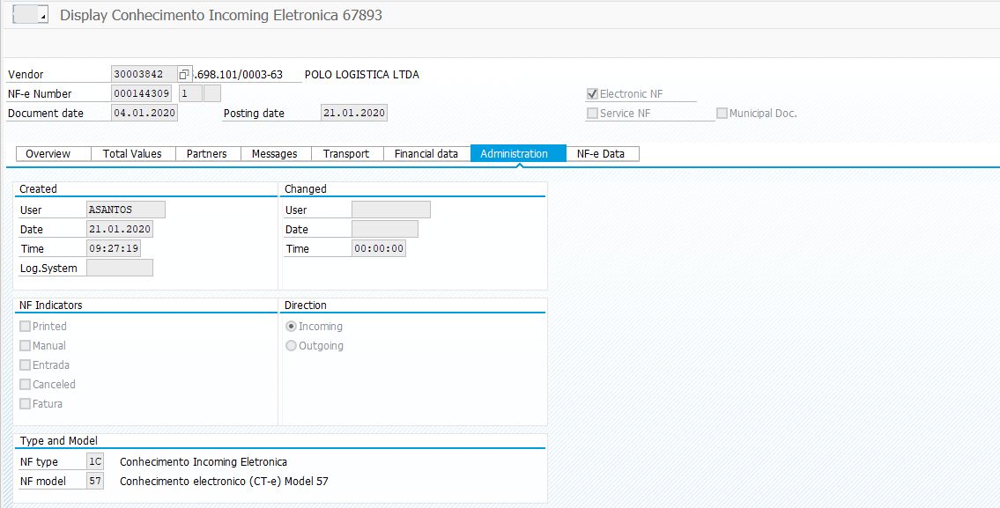 Display Conhecimento Incoming Eletronica 67893
Vendor 30003842 .698.101/0003-63 POLO LOGISTICA LTDA
NF-e Number 000144309 1 Electronic NF
Document date 04.01.2020 Posting date 21.01.2020 Service NF Municipal Doc.
Overview Total Values Partners Messages Transport Financial data Administration NF-e Data
Created Changed
User ASANTOS User
Date 21.01.2020 Date
Time 09:27:19 Time 00:00:00
Log.System
NF Indicators Direction
Printed Incoming
Manual Outgoing
Entrada
Canceled
Fatura
Type and Model
NF type 1C Conhecimento Incoming Eletronica
NF model 57 Conhecimento electronico (CT-e) Model 57